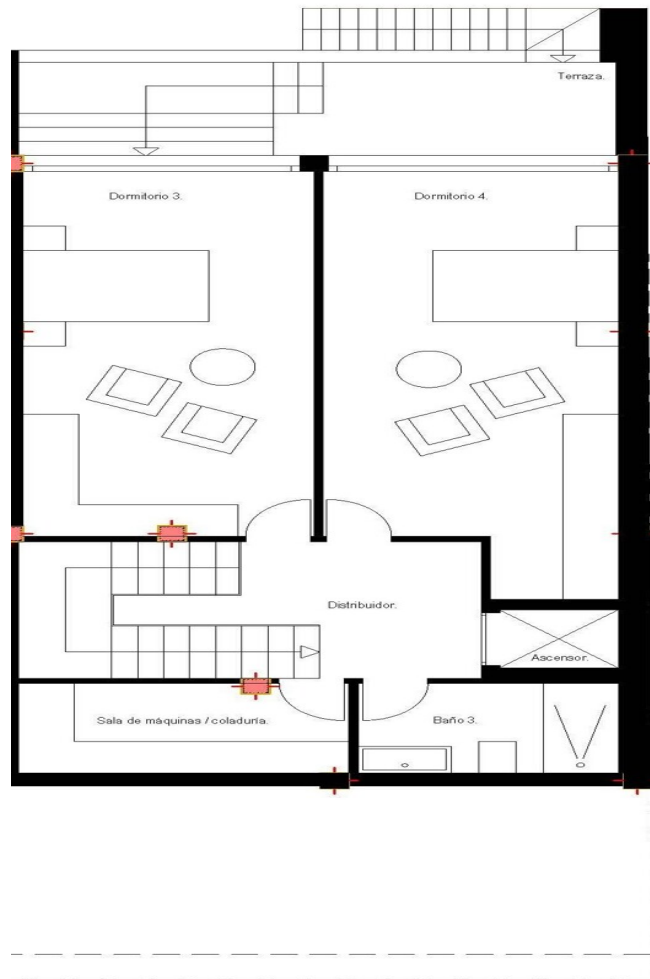 Terraza.
Dormitorio 3.
Dormitorio 4.
Distribuidor.
Ascensor.
Sala de máquinas / coladuría.
Baño 3.